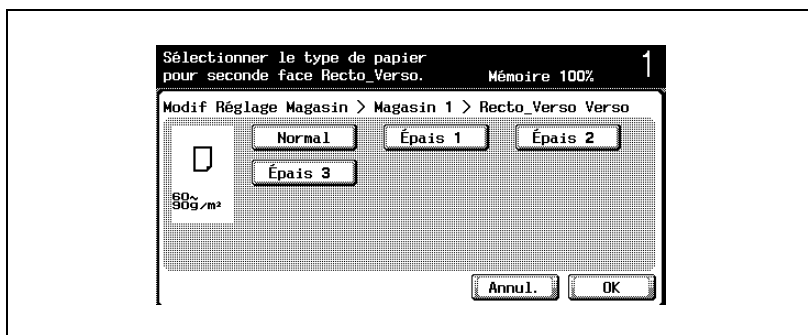 Sélectionner le type de papier
pour seconde face Recto_Verso. Mémoire 100% 1
Modif Réglage Magasin > Magasin 1 > Recto_Verso Verso
Normal Épais 1 Épais 2
Épais 3
60~
90g/m²
Annul. OK